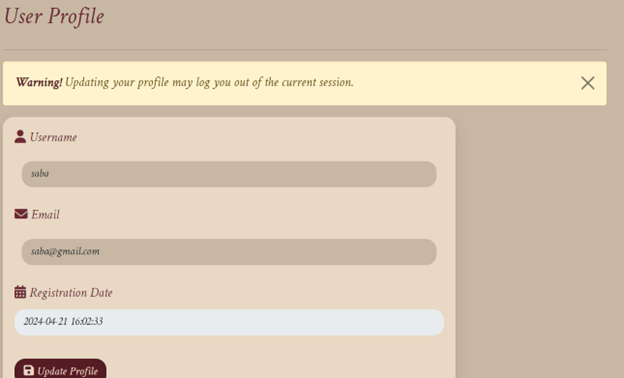 User Profile
Warning! Updating your profile may log you out of the current session.
Username
saba
Email
saba@gmail.com
Registration Date
2024-04-21 16:02:33
Update Profile